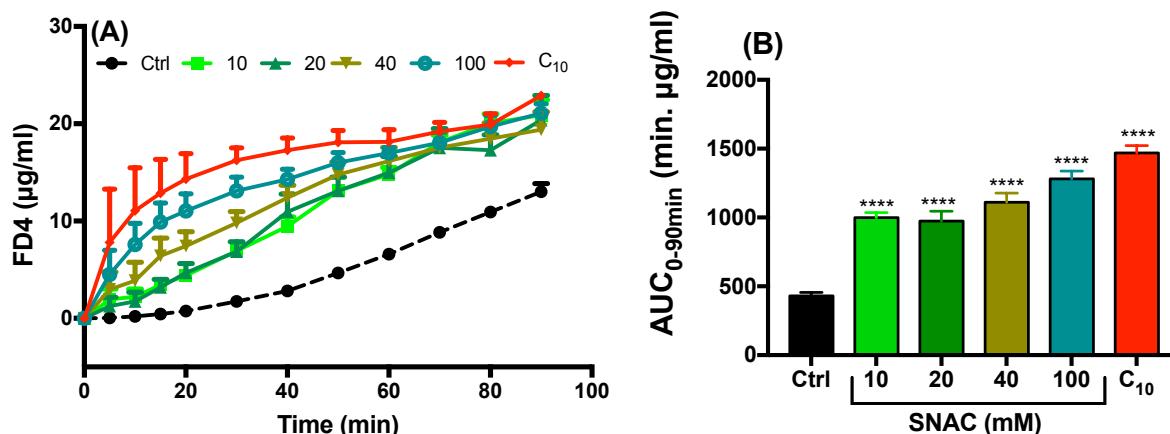 (A)
Ctrl 10 20 40 100 C₁₀
FD4 (µg/ml)
30
20
10
0
0 20 40 60 80 100
Time (min)
(B)
AUC₀₋₉₀ₘᵢₙ (min. µg/ml)
2000
1500
1000
500
0
**** **** **** **** ****
Ctrl 10 20 40 100 C₁₀
SNAC (mM)